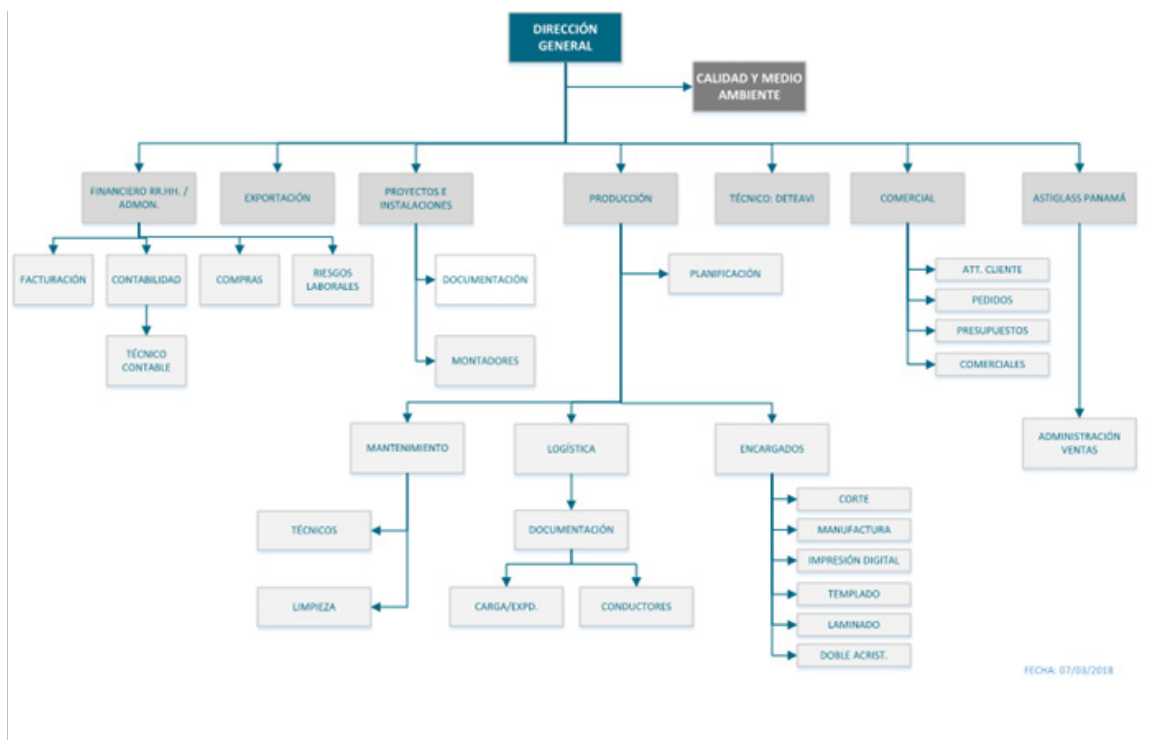 DIRECCIÓN
GENERAL
CALIDAD Y MEDIO
AMBIENTE
FINANCIERO RR.HH. /
ADMON.
EXPORTACIÓN
PROYECTOS E
INSTALACIONES
PRODUCCIÓN
TÉCNICO: DETEAVI
COMERCIAL
ASTIGLASS PANAMÁ
FACTURACIÓN
CONTABILIDAD
COMPRAS
RIESGOS
LABORALES
DOCUMENTACIÓN
PLANIFICACIÓN
ATT. CLIENTE
PEDIDOS
PRESUPUESTOS
COMERCIALES
TÉCNICO
CONTABLE
MONTADORES
MANTENIMIENTO
LOGÍSTICA
ENCARGADOS
ADMINISTRACIÓN
VENTAS
TÉCNICOS
DOCUMENTACIÓN
CORTE
MANUFACTURA
IMPRESIÓN DIGITAL
TEMPLADO
LAMINADO
DOBLE ACRIST.
LIMPIEZA
CARGA/EXPD.
CONDUCTORES
FECHA: 07/03/2018